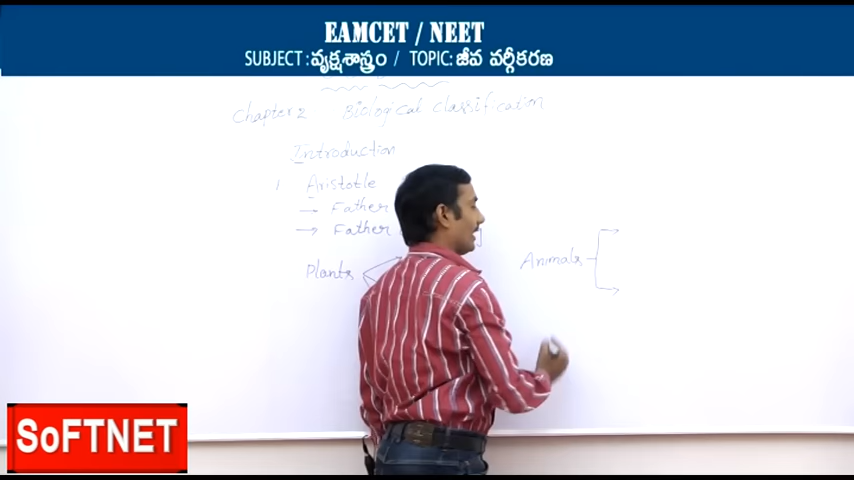 EAMCET / NEET
SUBJECT : వృక్షశాస్త్రం / TOPIC: జీవ వర్గీకరణ
Chapter 2 Biological classification
Introduction
1 Aristotle
— Father
→ Father
Plants
Animals
SoFTNET